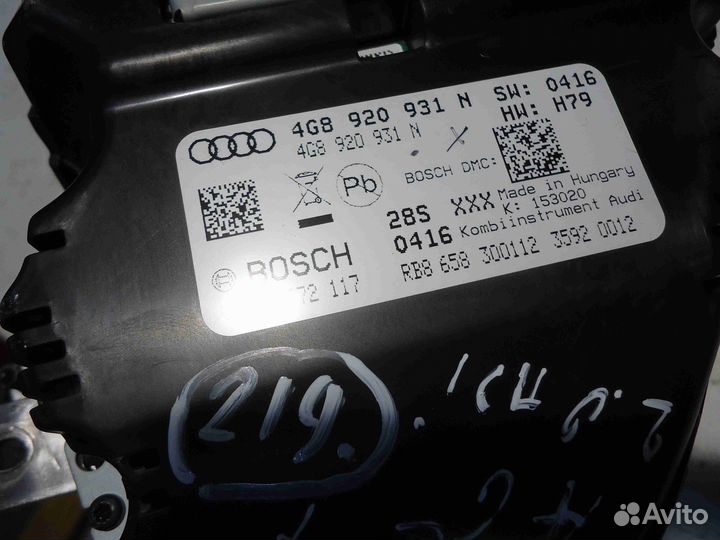 4G8 920 931 N SW: 0416
4G8 920 931 N HW: H79
BOSCH DMC:
Pb
28S XXX Made in Hungary
K: 153020
0416 Kombiinstrument Audi
BOSCH RB8 658 300112 3592 0012
72 117
219
Avito